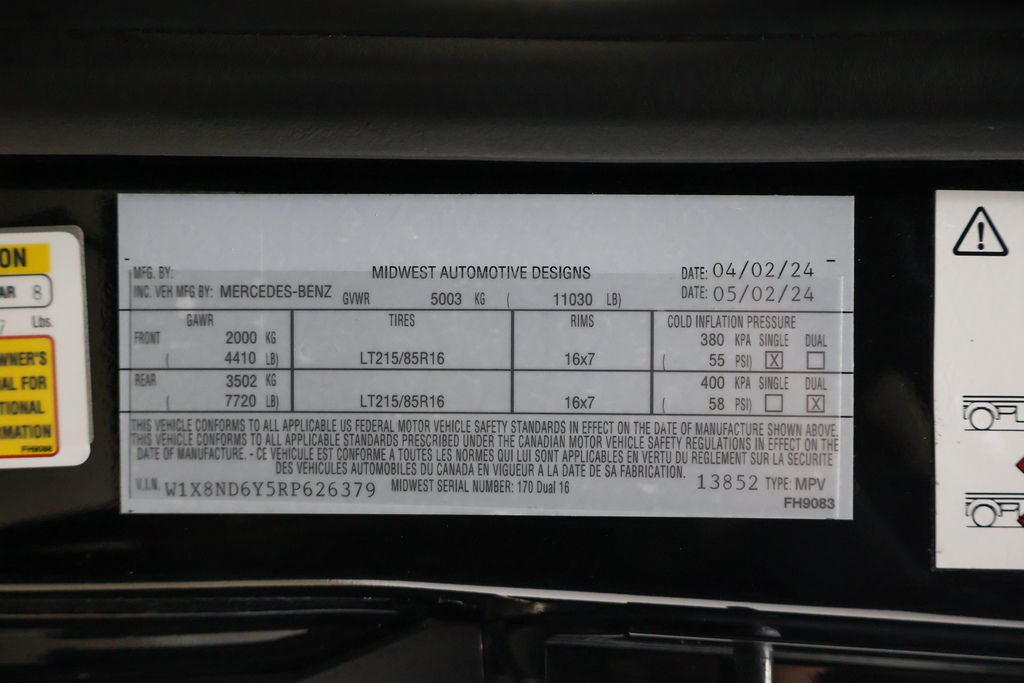 MFG. BY: MIDWEST AUTOMOTIVE DESIGNS DATE: 04/02/24
INC. VEH MFG BY: MERCEDES-BENZ GVWR 5003 KG ( 11030 LB) DATE: 05/02/24
GAWR TIRES RIMS COLD INFLATION PRESSURE
FRONT 2000 KG 380 KPA SINGLE DUAL
( 4410 LB) LT215/85R16 16x7 ( 55 PSI) X
REAR 3502 KG 400 KPA SINGLE DUAL
( 7720 LB) LT215/85R16 16x7 ( 58 PSI) X
THIS VEHICLE CONFORMS TO ALL APPLICABLE US FEDERAL MOTOR VEHICLE SAFETY STANDARDS IN EFFECT ON THE DATE OF MANUFACTURE SHOWN ABOVE.
THIS VEHICLE CONFORMS TO ALL APPLICABLE STANDARDS PRESCRIBED UNDER THE CANADIAN MOTOR VEHICLE SAFETY REGULATIONS IN EFFECT ON THE
DATE OF MANUFACTURE. - CE VEHICULE EST CONFORME A TOUTES LES NORMES QUI LUI SONT APPLICABLES EN VERTU DU REGLEMENT SUR LA SECURITE
DES VEHICULES AUTOMOBILES DU CANADA EN VIGUEUR A LA DATE DE SA FABRICATION.
V.I.N. W1X8ND6Y5RP626379 MIDWEST SERIAL NUMBER: 170 Dual 16 13852 TYPE: MPV
FH9083
ON
AR 8
7 Lbs.
WNER'S
AL FOR
TIONAL
RMATION
FH9086